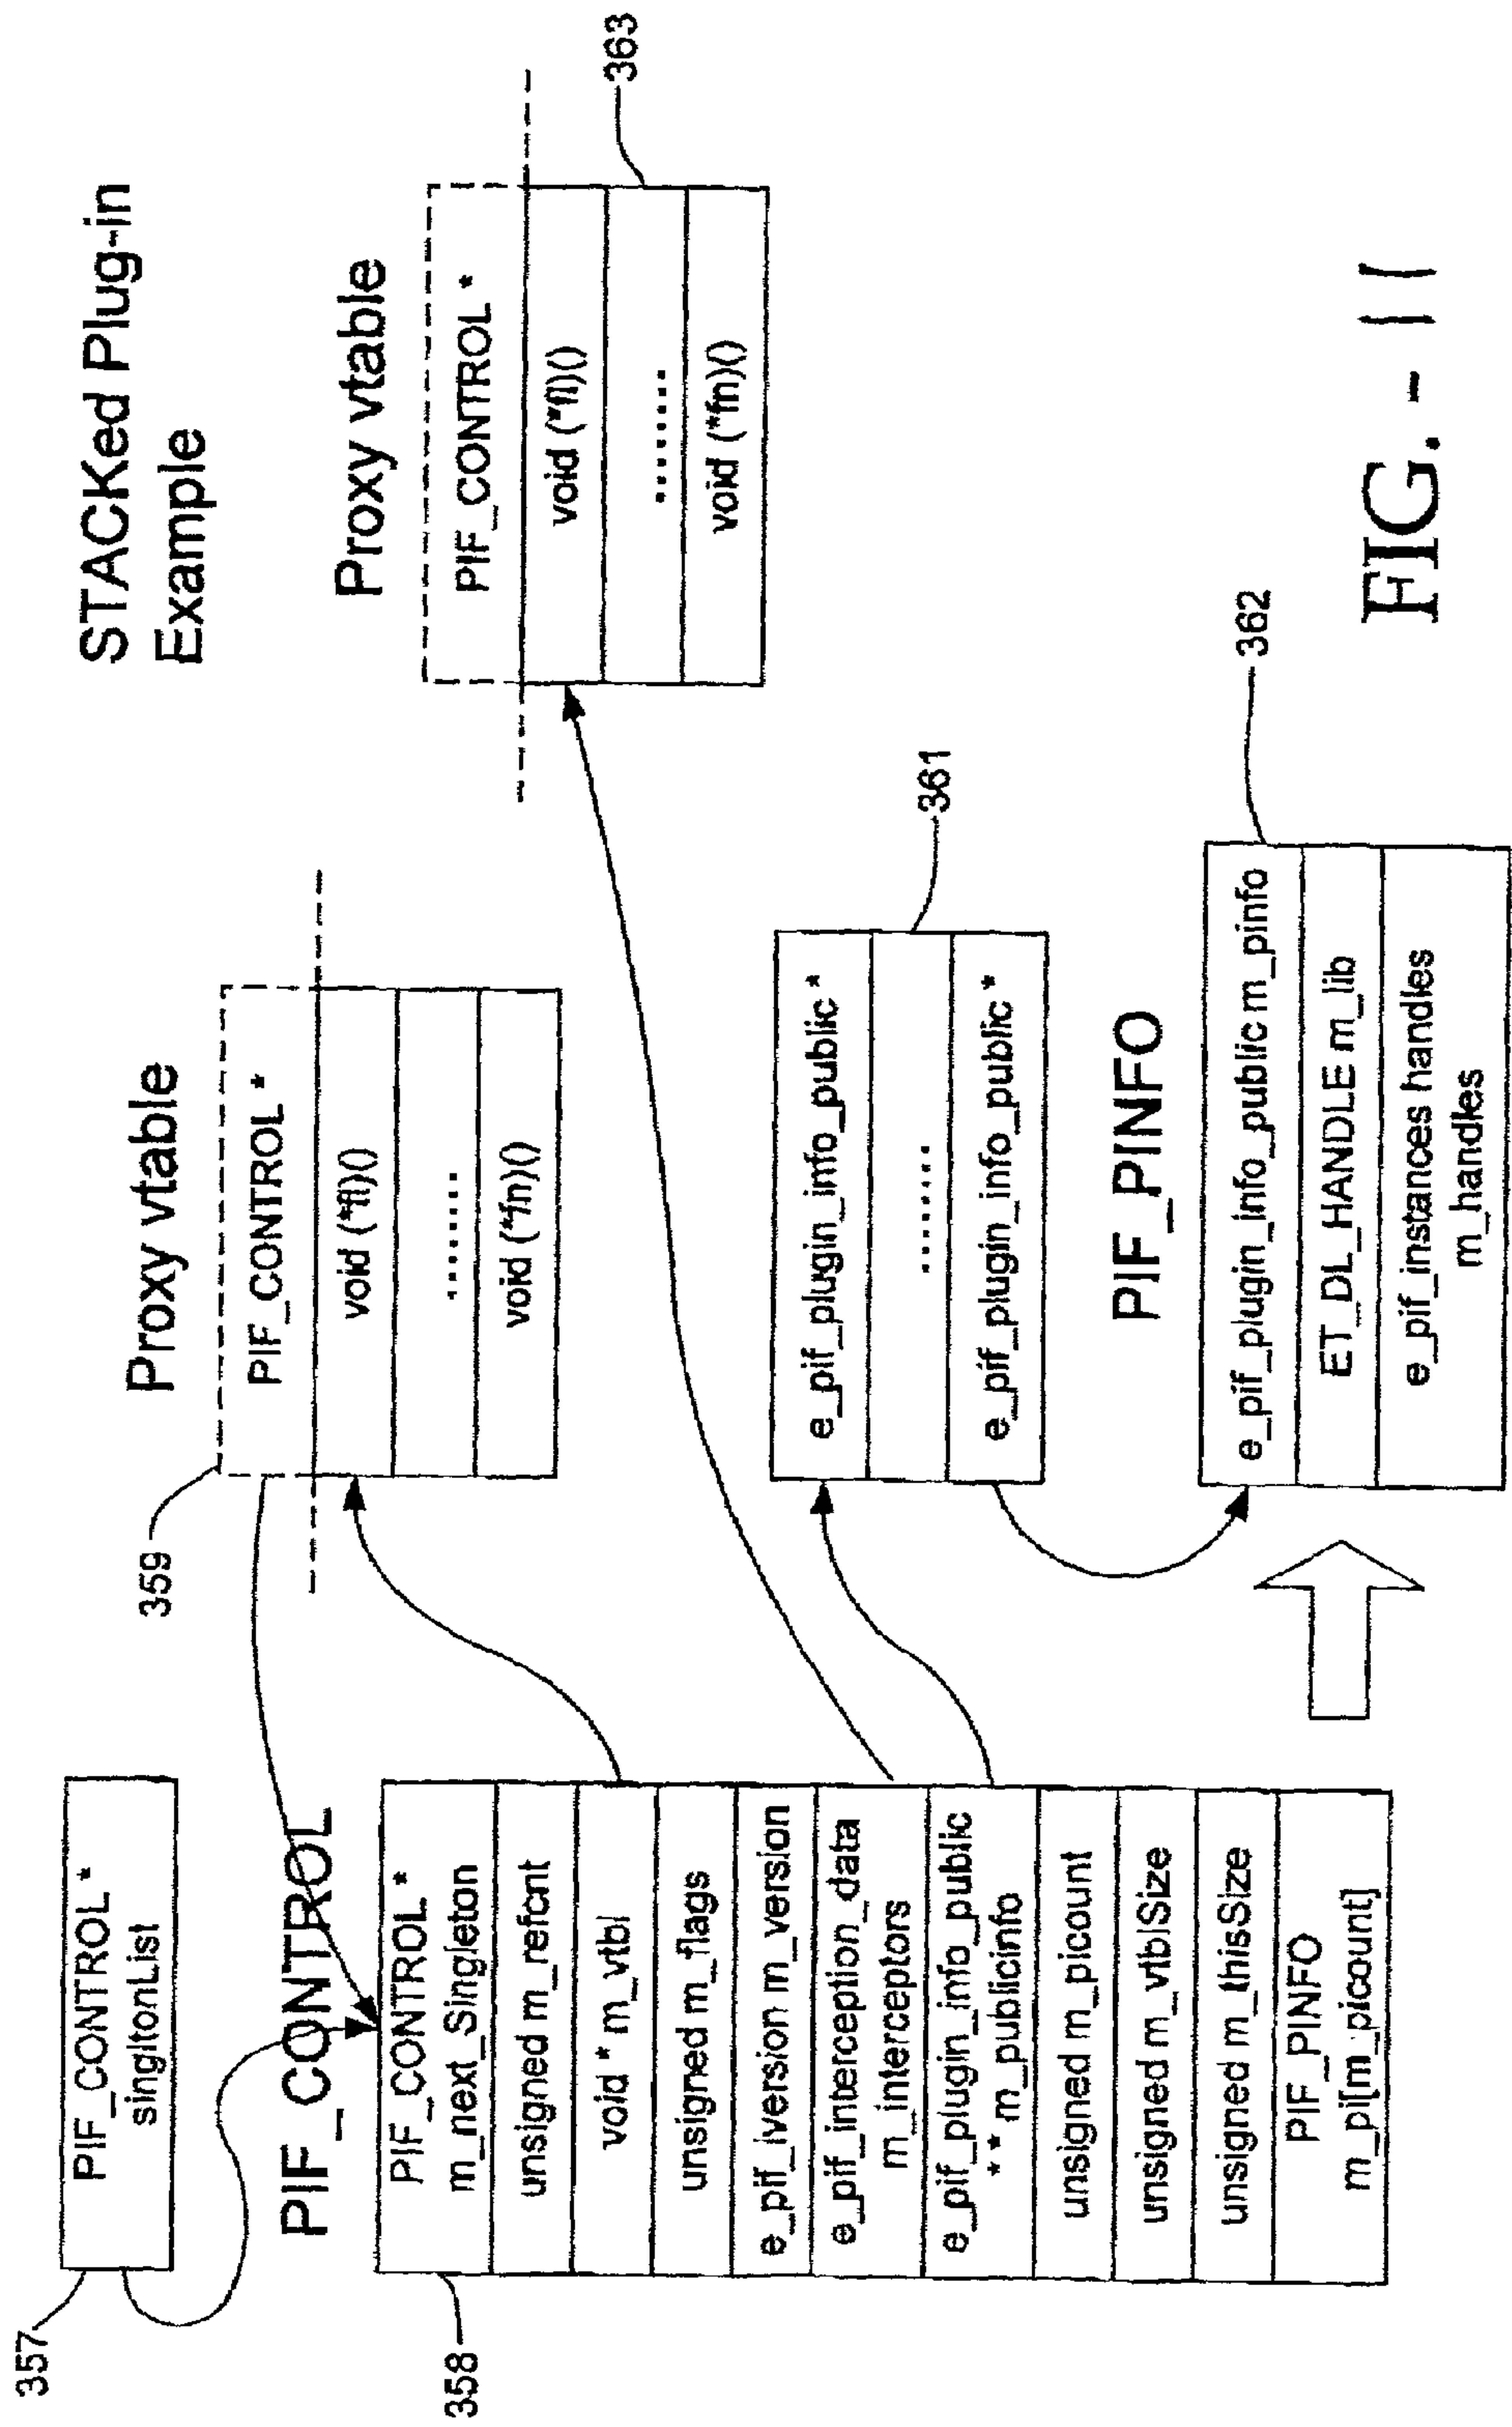 STACKed Plug-in
Example
357
PIF_CONTROL *
singltonList
PIF_CONTROL
358
PIF_CONTROL *
m_next_Singleton
unsigned m_refcnt
void * m_vtbl
unsigned m_flags
e_pif_iversion m_version
e_pif_interception_data
m_interceptors
e_pif_plugin_info_public
* * m_publicinfo
unsigned m_picount
unsigned m_vtblSize
unsigned m_thisSize
PIF_PINFO
m_pi[m_picount]
Proxy vtable
359
PIF_CONTROL *
void (*fl)()
........
void (*fn)()
Proxy vtable
PIF_CONTROL *
void (*fl)()
........
void (*fn)()
363
e_pif_plugin_info_public *
........
e_pif_plugin_info_public *
361
PIF_PINFO
e_pif_plugin_info_public m_pinfo
ET_DL_HANDLE m_lib
e_pif_instances handles
m_handles
362
FIG. - 11